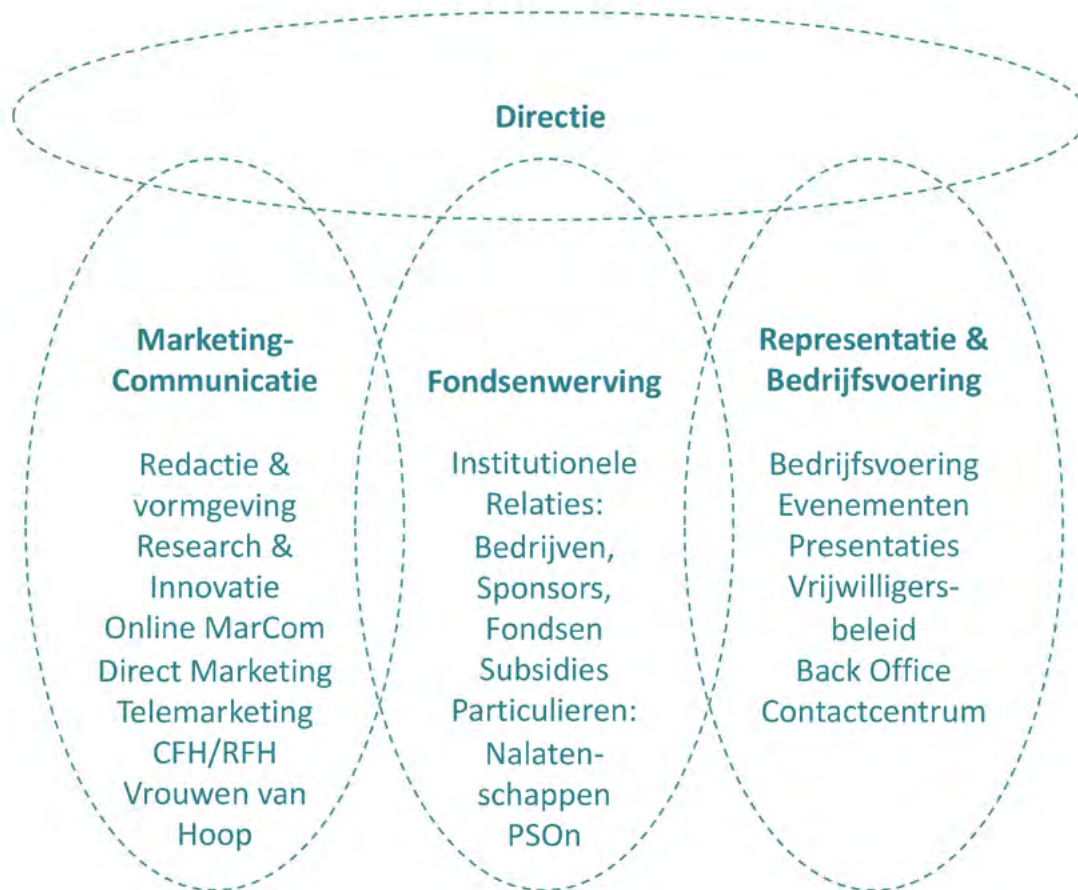 Directie
Marketing-
Communicatie
Redactie &
vormgeving
Research &
Innovatie
Online MarCom
Direct Marketing
Telemarketing
CFH/RFH
Vrouwen van
Hoop
Fondsenwerving
Institutionele
Relaties:
Bedrijven,
Sponsors,
Fondsen
Subsidies
Particulieren:
Nalaten-
schappen
PSOn
Representatie &
Bedrijfsvoering
Bedrijfsvoering
Evenementen
Presentaties
Vrijwilligers-
beleid
Back Office
Contactcentrum